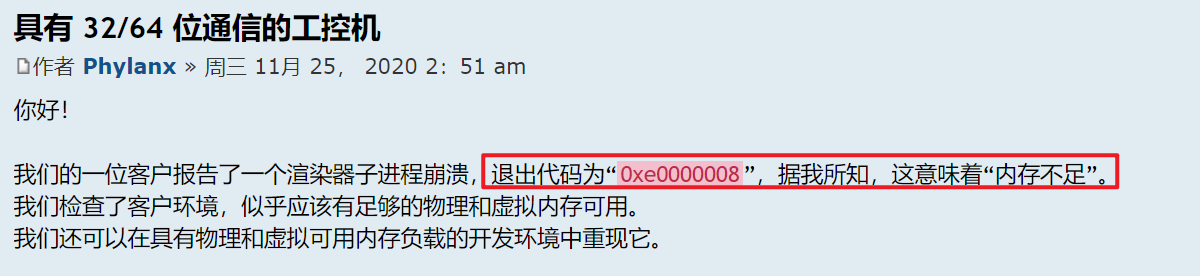 具有 32/64 位通信的工控机
作者 Phylanx » 周三 11月 25， 2020 2：51 am
你好！
我们的一位客户报告了一个渲染器子进程崩溃，退出代码为“0xe0000008”，据我所知，这意味着“内存不足”。
我们检查了客户环境，似乎应该有足够的物理和虚拟内存可用。
我们还可以在具有物理和虚拟可用内存负载的开发环境中重现它。